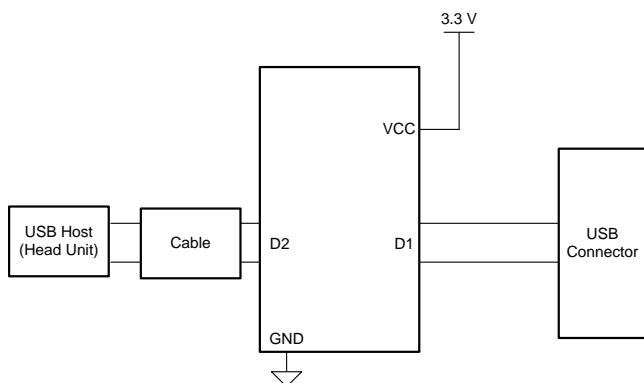 3.3 V
VCC
USB Host
(Head Unit)
Cable
D2
D1
USB
Connector
GND